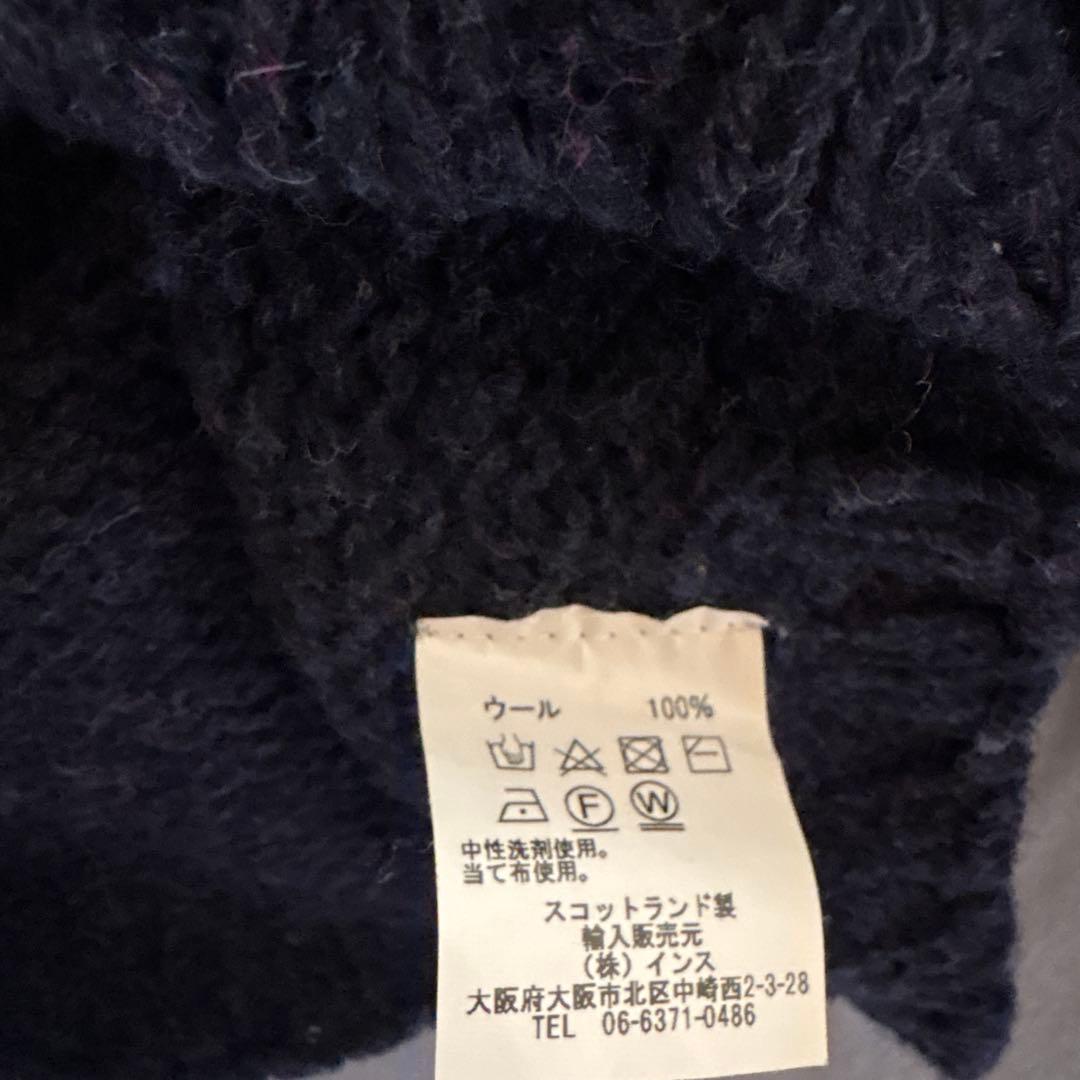 ウール 100%
F W
中性洗剤使用。
当て布使用。
スコットランド製
輸入販売元
（株）インス
大阪府大阪市北区中崎西2-3-28
TEL 06-6371-0486